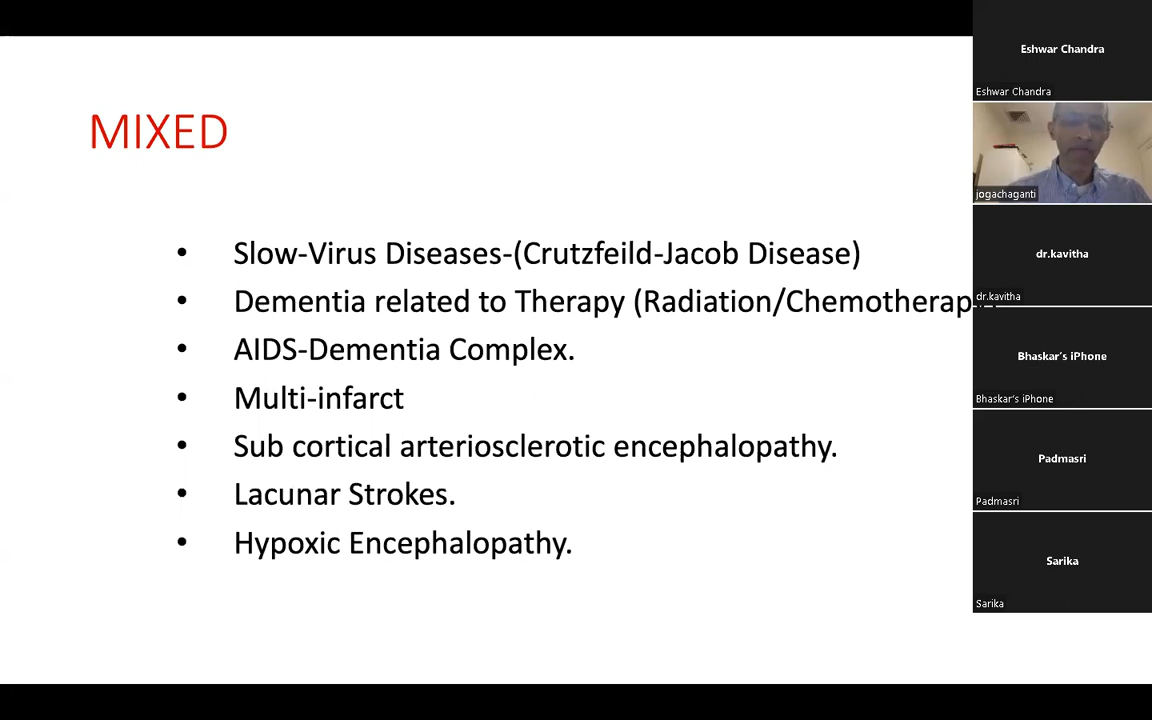 MIXED
• Slow-Virus Diseases-(Crutzfeild-Jacob Disease)
• Dementia related to Therapy (Radiation/Chemotherap
• AIDS-Dementia Complex.
• Multi-infarct
• Sub cortical arteriosclerotic encephalopathy.
• Lacunar Strokes.
• Hypoxic Encephalopathy.
Eshwar Chandra
Eshwar Chandra
jogachaganti
dr.kavitha
dr.kavitha
Bhaskar's iPhone
Bhaskar's iPhone
Padmasri
Padmasri
Sarika
Sarika